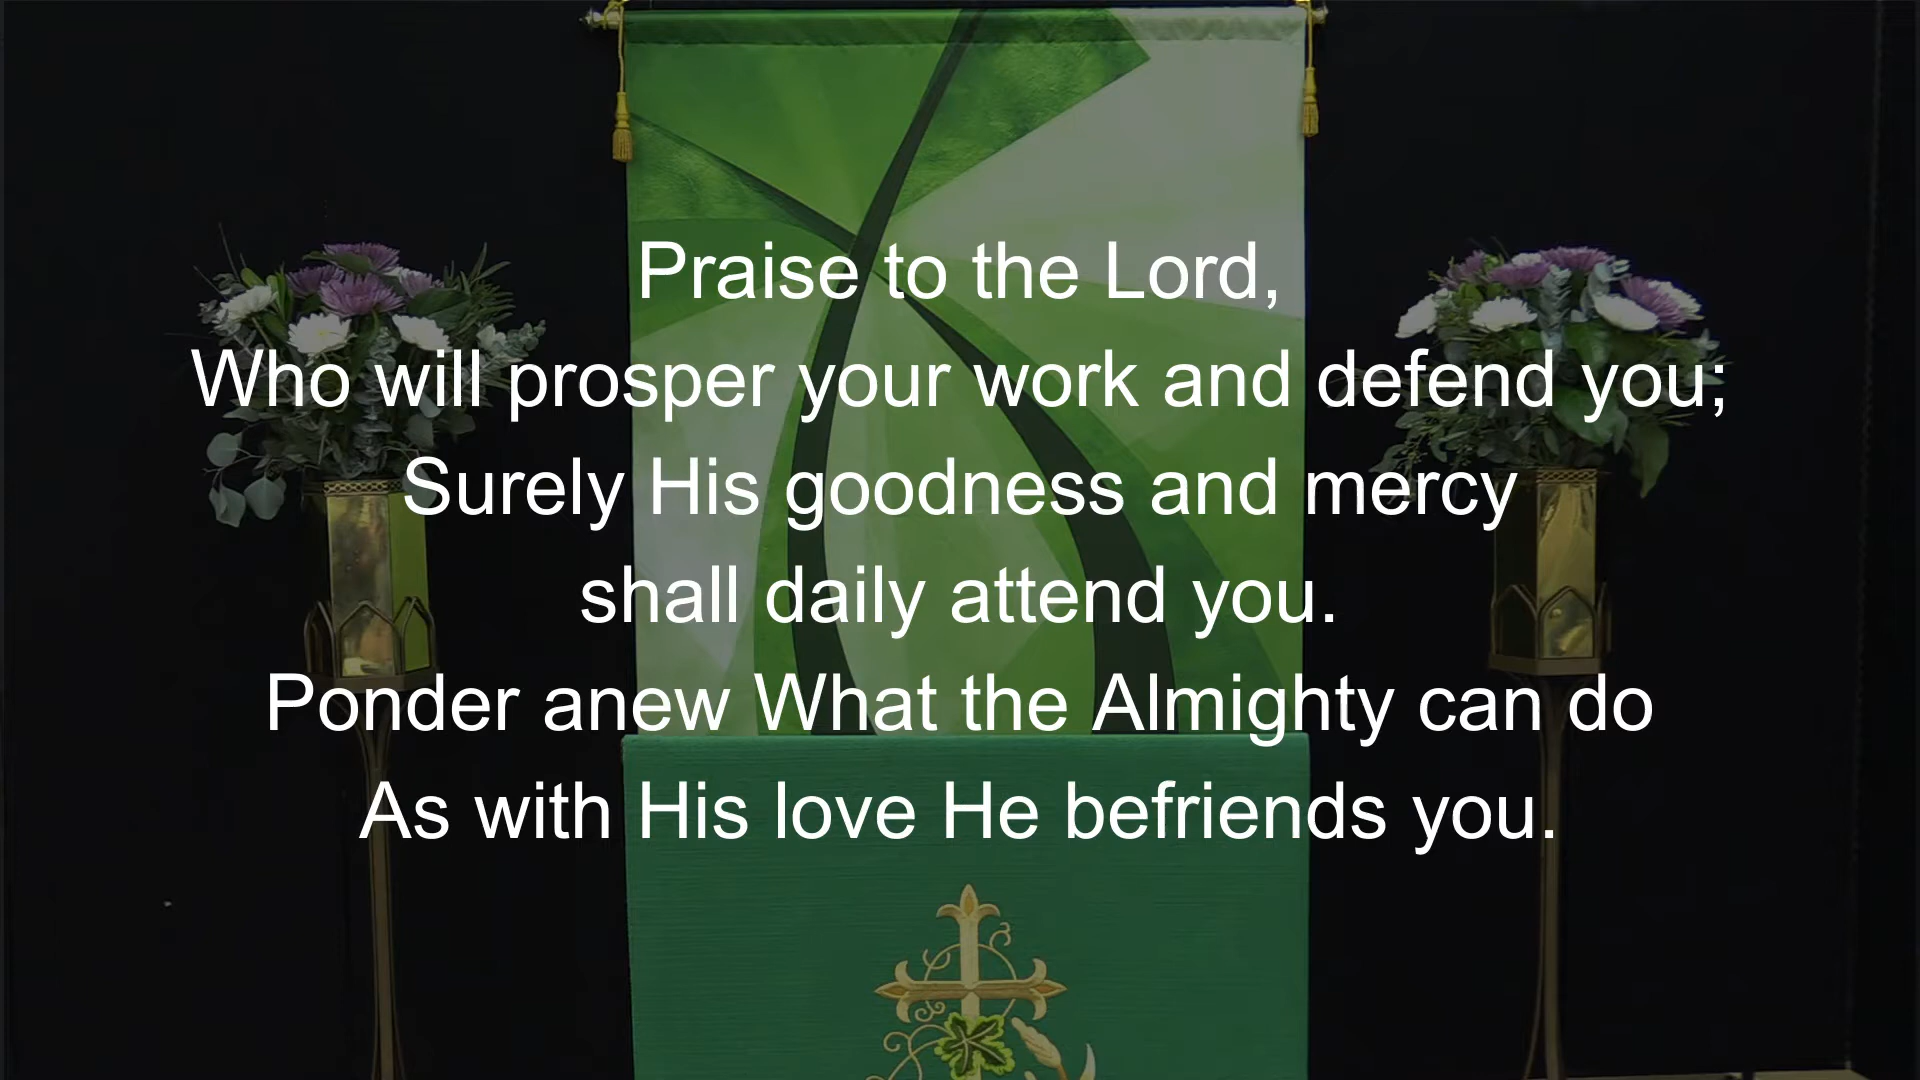 Praise to the Lord,
Who will prosper your work and defend you;
Surely His goodness and mercy
shall daily attend you.
Ponder anew What the Almighty can do
As with His love He befriends you.